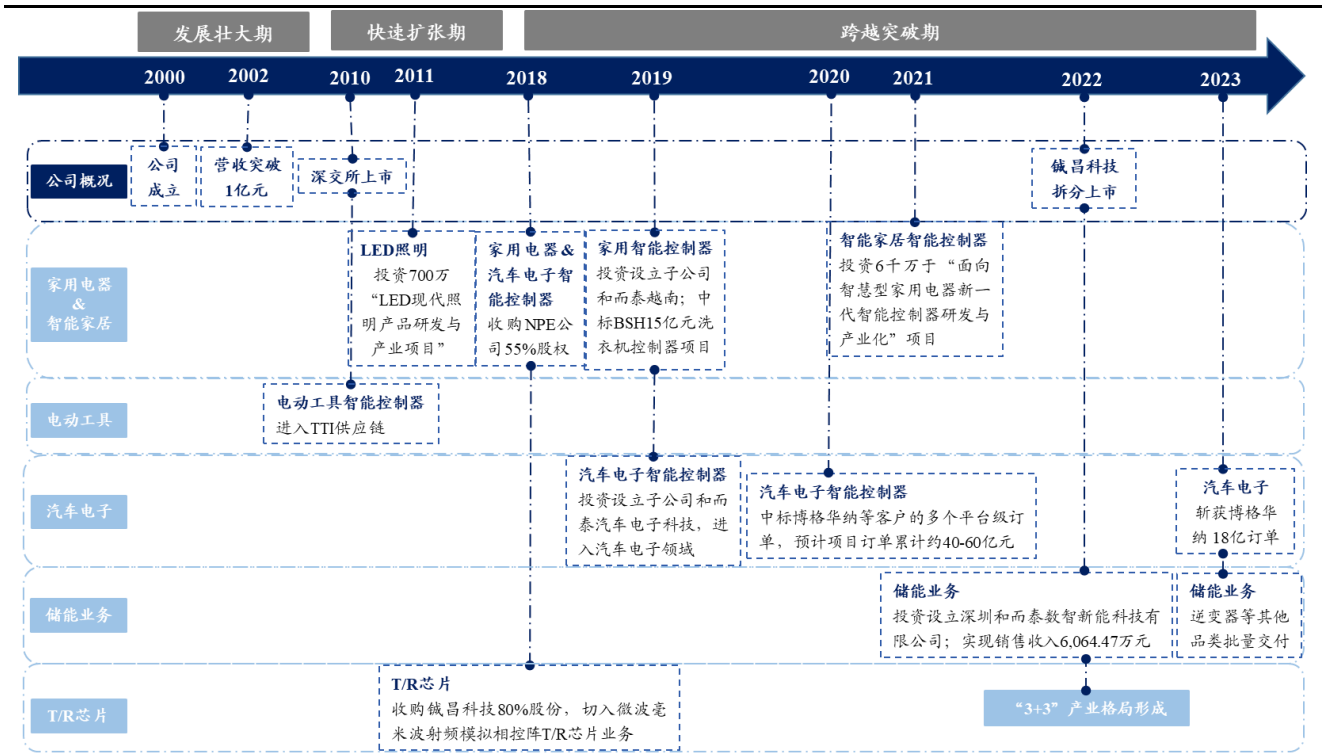 发展壮大期
快速扩张期
跨越突破期
2000
2002
2010
2011
2018
2019
2020
2021
2022
2023
公司概况
公司
成立
营收突破
1亿元
深交所上市
铖昌科技
拆分上市
家用电器
&
智能家居
LED照明
投资700万
“LED现代照
明产品研发与
产业项目”
家用电器&
汽车电子智
能控制器
收购NPE公
司55%股权
家用智能控制器
投资设立子公司
和而泰越南；中
标BSH15亿元洗
衣机控制器项目
智能家居智能控制器
投资6千万于“面向
智慧型家用电器新一
代智能控制器研发与
产业化”项目
电动工具
电动工具智能控制器
进入TTI供应链
汽车电子
汽车电子智能控制器
投资设立子公司和而
泰汽车电子科技，进
入汽车电子领域
汽车电子智能控制器
中标博格华纳等客户的多个平台级订
单，预计项目订单累计约40-60亿元
汽车电子
斩获博格华
纳 18亿订单
储能业务
储能业务
投资设立深圳和而泰数智新能科技有
限公司；实现销售收入6,064.47万元
储能业务
逆变器等其他
品类批量交付
T/R芯片
T/R芯片
收购铖昌科技80%股份，切入微波毫
米波射频模拟相控阵T/R芯片业务
“3+3”产业格局形成